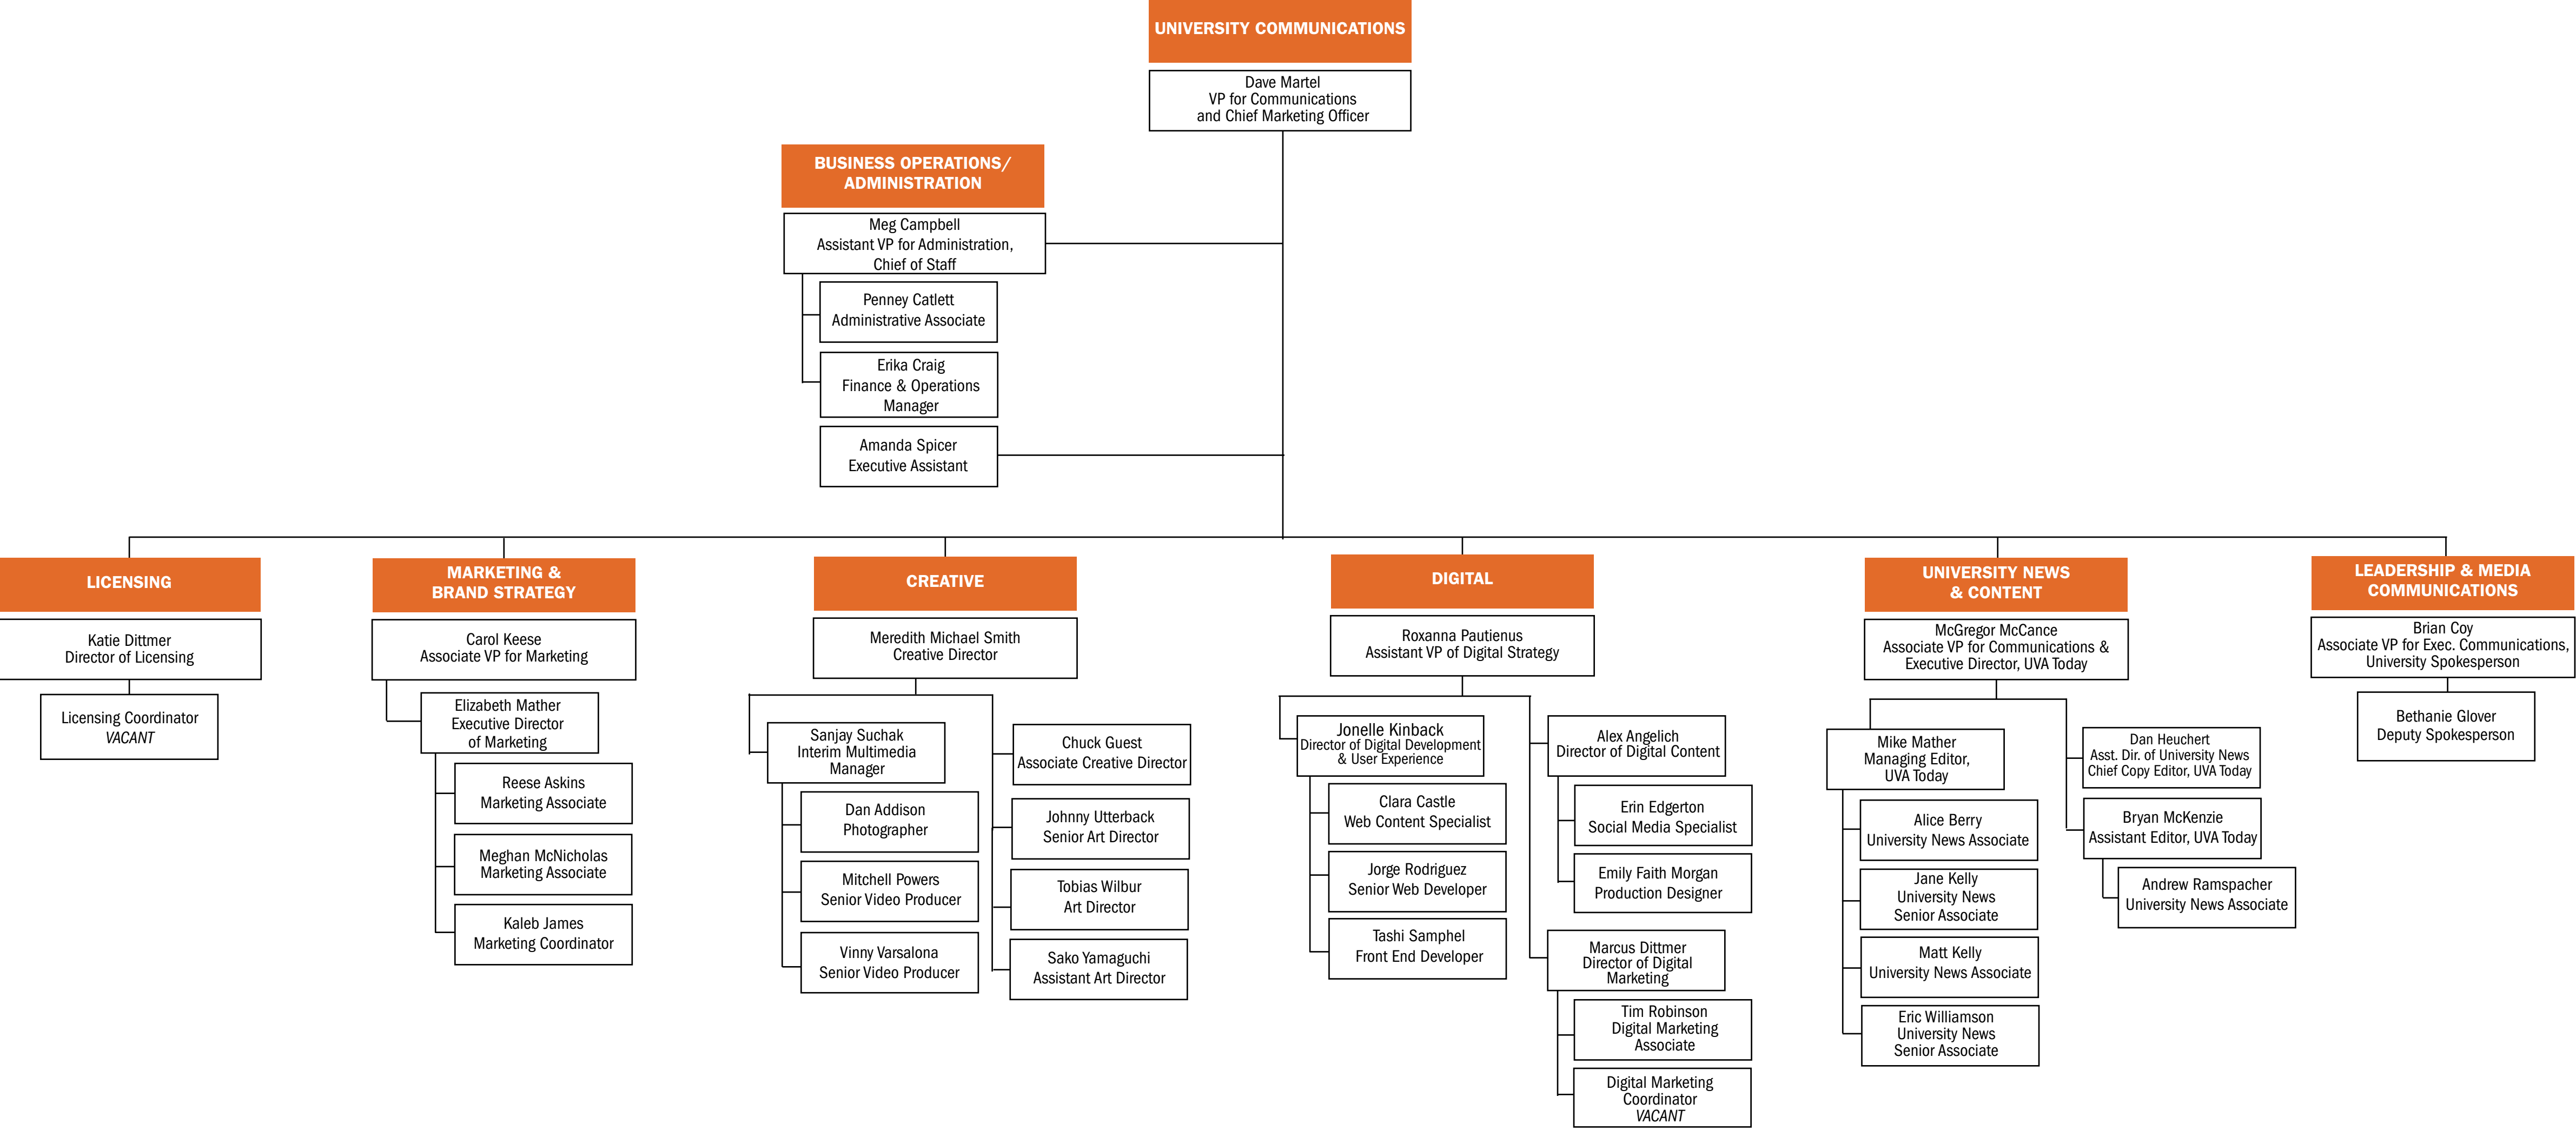 UNIVERSITY COMMUNICATIONS
Dave Martel
VP for Communications
and Chief Marketing Officer
BUSINESS OPERATIONS/
ADMINISTRATION
Meg Campbell
Assistant VP for Administration,
Chief of Staff
Penney Catlett
Administrative Associate
Erika Craig
Finance & Operations
Manager
Amanda Spicer
Executive Assistant
LICENSING
Katie Dittmer
Director of Licensing
Licensing Coordinator
VACANT
MARKETING &
BRAND STRATEGY
Carol Keese
Associate VP for Marketing
Elizabeth Mather
Executive Director
of Marketing
Reese Askins
Marketing Associate
Meghan McNicholas
Marketing Associate
Kaleb James
Marketing Coordinator
CREATIVE
Meredith Michael Smith
Creative Director
Sanjay Suchak
Interim Multimedia
Manager
Dan Addison
Photographer
Mitchell Powers
Senior Video Producer
Vinny Varsalona
Senior Video Producer
Chuck Guest
Associate Creative Director
Johnny Utterback
Senior Art Director
Tobias Wilbur
Art Director
Sako Yamaguchi
Assistant Art Director
DIGITAL
Roxanna Pautienus
Assistant VP of Digital Strategy
Jonelle Kinback
Director of Digital Development
& User Experience
Clara Castle
Web Content Specialist
Jorge Rodriguez
Senior Web Developer
Tashi Samphel
Front End Developer
Alex Angelich
Director of Digital Content
Erin Edgerton
Social Media Specialist
Emily Faith Morgan
Production Designer
Marcus Dittmer
Director of Digital
Marketing
Tim Robinson
Digital Marketing
Associate
Digital Marketing
Coordinator
VACANT
UNIVERSITY NEWS
& CONTENT
McGregor McCance
Associate VP for Communications &
Executive Director, UVA Today
Mike Mather
Managing Editor,
UVA Today
Alice Berry
University News Associate
Jane Kelly
University News
Senior Associate
Matt Kelly
University News Associate
Eric Williamson
University News
Senior Associate
Dan Heuchert
Asst. Dir. of University News
Chief Copy Editor, UVA Today
Bryan McKenzie
Assistant Editor, UVA Today
Andrew Ramspacher
University News Associate
LEADERSHIP & MEDIA
COMMUNICATIONS
Brian Coy
Associate VP for Exec. Communications,
University Spokesperson
Bethanie Glover
Deputy Spokesperson